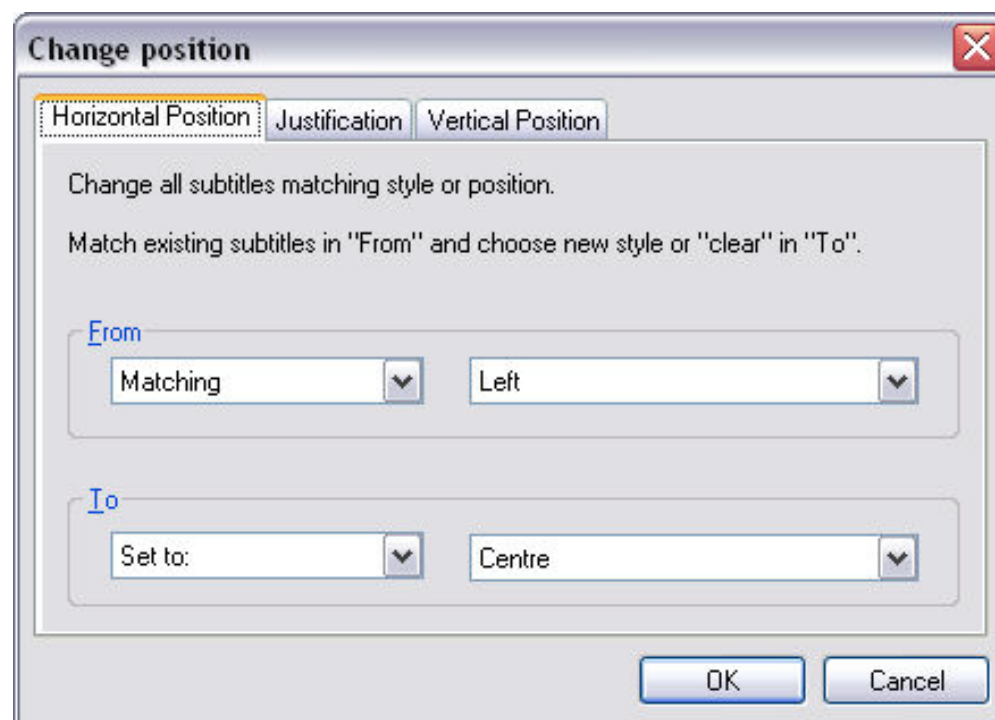 Change position
Horizontal Position Justification Vertical Position
Change all subtitles matching style or position.
Match existing subtitles in "From" and choose new style or "clear" in "To".
From
Matching Left
To
Set to: Centre
OK Cancel